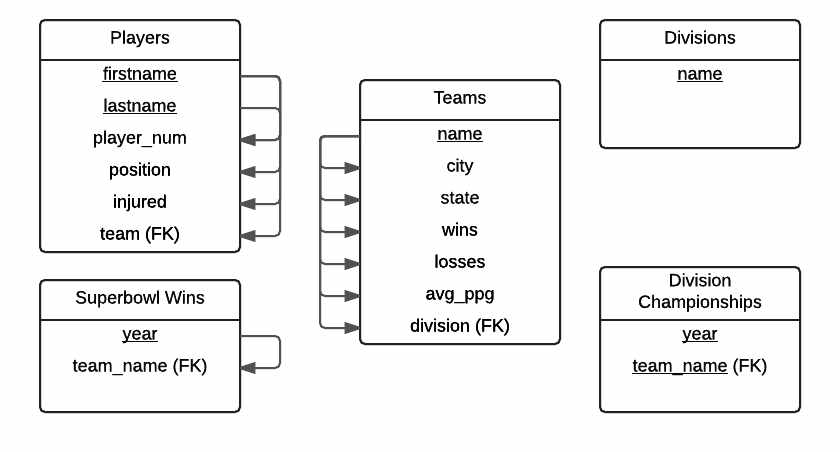 Players
firstname
lastname
player_num
position
injured
team (FK)
Superbowl Wins
year
team_name (FK)
Teams
name
city
state
wins
losses
avg_ppg
division (FK)
Divisions
name
Division
Championships
year
team_name (FK)